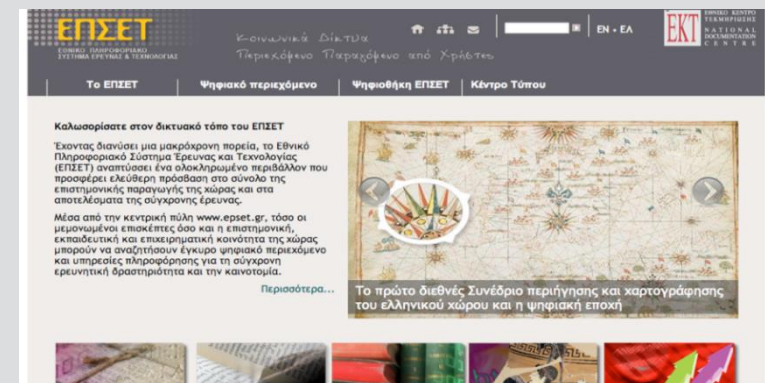 ΕΠΣΕΤ
ΕΘΝΙΚΟ ΠΛΗΡΟΦΟΡΙΑΚΟ
ΣΥΣΤΗΜΑ ΕΡΕΥΝΑΣ & ΤΕΧΝΟΛΟΓΙΑΣ
Κοινωνικά Δίκτυα
Περιεχόμενο Παραγόμενο από Χρήστες
EN • ΕΛ
ΕΚΤ
ΕΘΝΙΚΟ ΚΕΝΤΡΟ
ΤΕΚΜΗΡΙΩΣΗΣ
NATIONAL
DOCUMENTATION
CENTRE
Το ΕΠΣΕΤ
Ψηφιακό περιεχόμενο
Ψηφιοθήκη ΕΠΣΕΤ
Κέντρο Τύπου
Καλωσορίσατε στον δικτυακό τόπο του ΕΠΣΕΤ
Έχοντας διανύσει μια μακρόχρονη πορεία, το Εθνικό
Πληροφοριακό Σύστημα Έρευνας και Τεχνολογίας
(ΕΠΣΕΤ) αναπτύσσει ένα ολοκληρωμένο περιβάλλον που
προσφέρει ελεύθερη πρόσβαση στο σύνολο της
επιστημονικής παραγωγής της χώρας και στα
αποτελέσματα της σύγχρονης έρευνας.
Μέσα από την κεντρική πύλη www.epset.gr, τόσο οι
μεμονωμένοι επισκέπτες όσο και η επιστημονική,
εκπαιδευτική και επιχειρηματική κοινότητα της χώρας
μπορούν να αναζητήσουν έγκυρο ψηφιακό περιεχόμενο
και υπηρεσίες πληροφόρησης για τη σύγχρονη
ερευνητική δραστηριότητα και την καινοτομία.
Περισσότερα...
Το πρώτο διεθνές Συνέδριο περιήγησης και χαρτογράφησης
του ελληνικού χώρου και η ψηφιακή εποχή